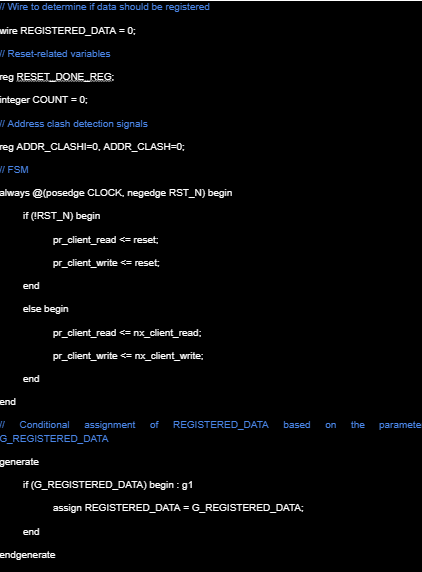 // Wire to determine if data should be registered
wire REGISTERED_DATA = 0;
// Reset-related variables
reg RESET_DONE_REG;
integer COUNT = 0;
// Address clash detection signals
reg ADDR_CLASHI=0, ADDR_CLASH=0;
// FSM
always @(posedge CLOCK, negedge RST_N) begin
if (!RST_N) begin
pr_client_read <= reset;
pr_client_write <= reset;
end
else begin
pr_client_read <= nx_client_read;
pr_client_write <= nx_client_write;
end
end
// Conditional assignment of REGISTERED_DATA based on the paramete
G_REGISTERED_DATA
generate
if (G_REGISTERED_DATA) begin : g1
assign REGISTERED_DATA = G_REGISTERED_DATA;
end
endgenerate